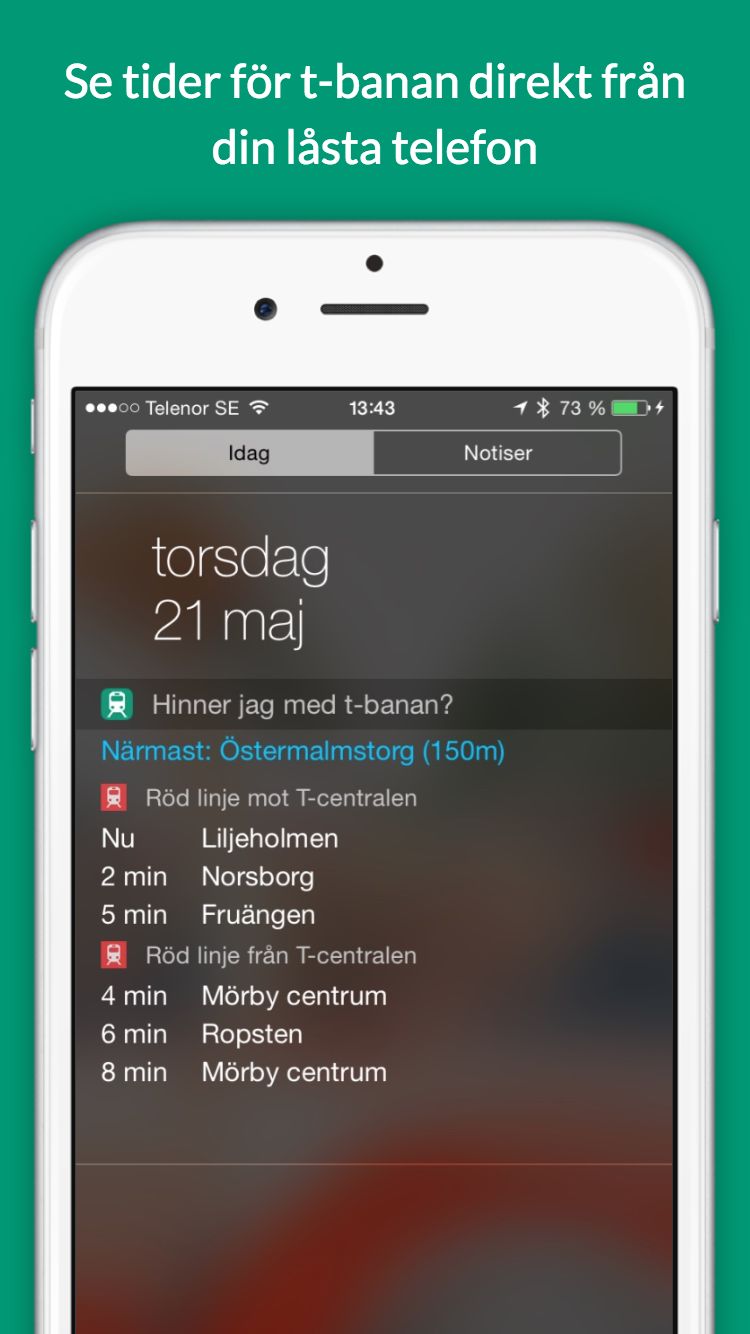 Se tider för t-banan direkt från
din låsta telefon
Telenor SE 13:43 73 %
Idag Notiser
torsdag
21 maj
Hinner jag med t-banan?
Närmast: Östermalmstorg (150m)
Röd linje mot T-centralen
Nu Liljeholmen
2 min Norsborg
5 min Fruängen
Röd linje från T-centralen
4 min Mörby centrum
6 min Ropsten
8 min Mörby centrum